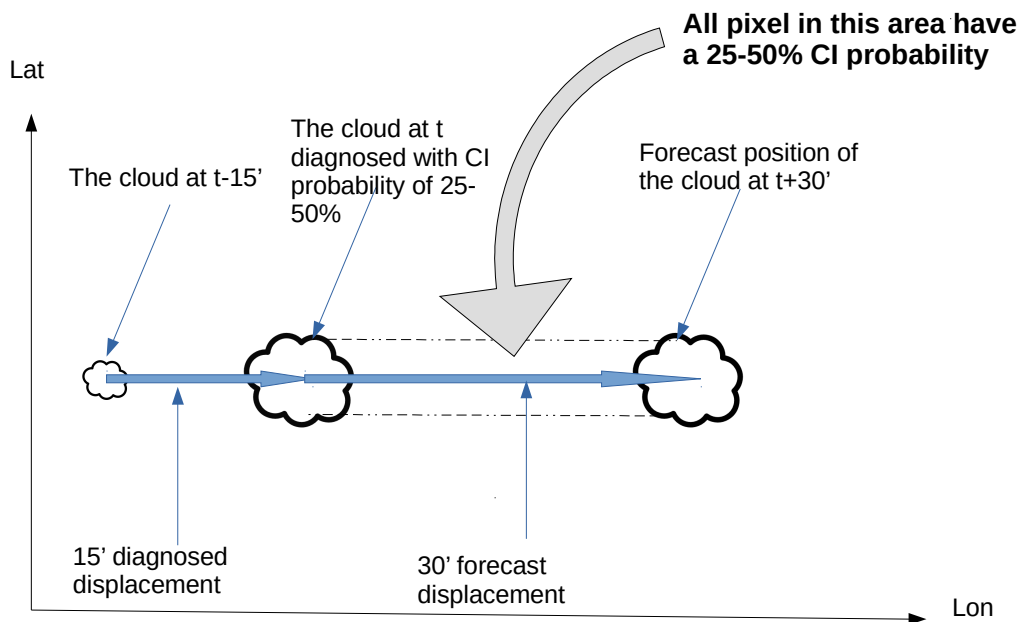 All pixel in this area have
a 25-50% CI probability
Lat
The cloud at t
diagnosed with CI
probability of 25-
50%
The cloud at t-15’
Forecast position of
the cloud at t+30’
15’ diagnosed
displacement
30’ forecast
displacement
Lon